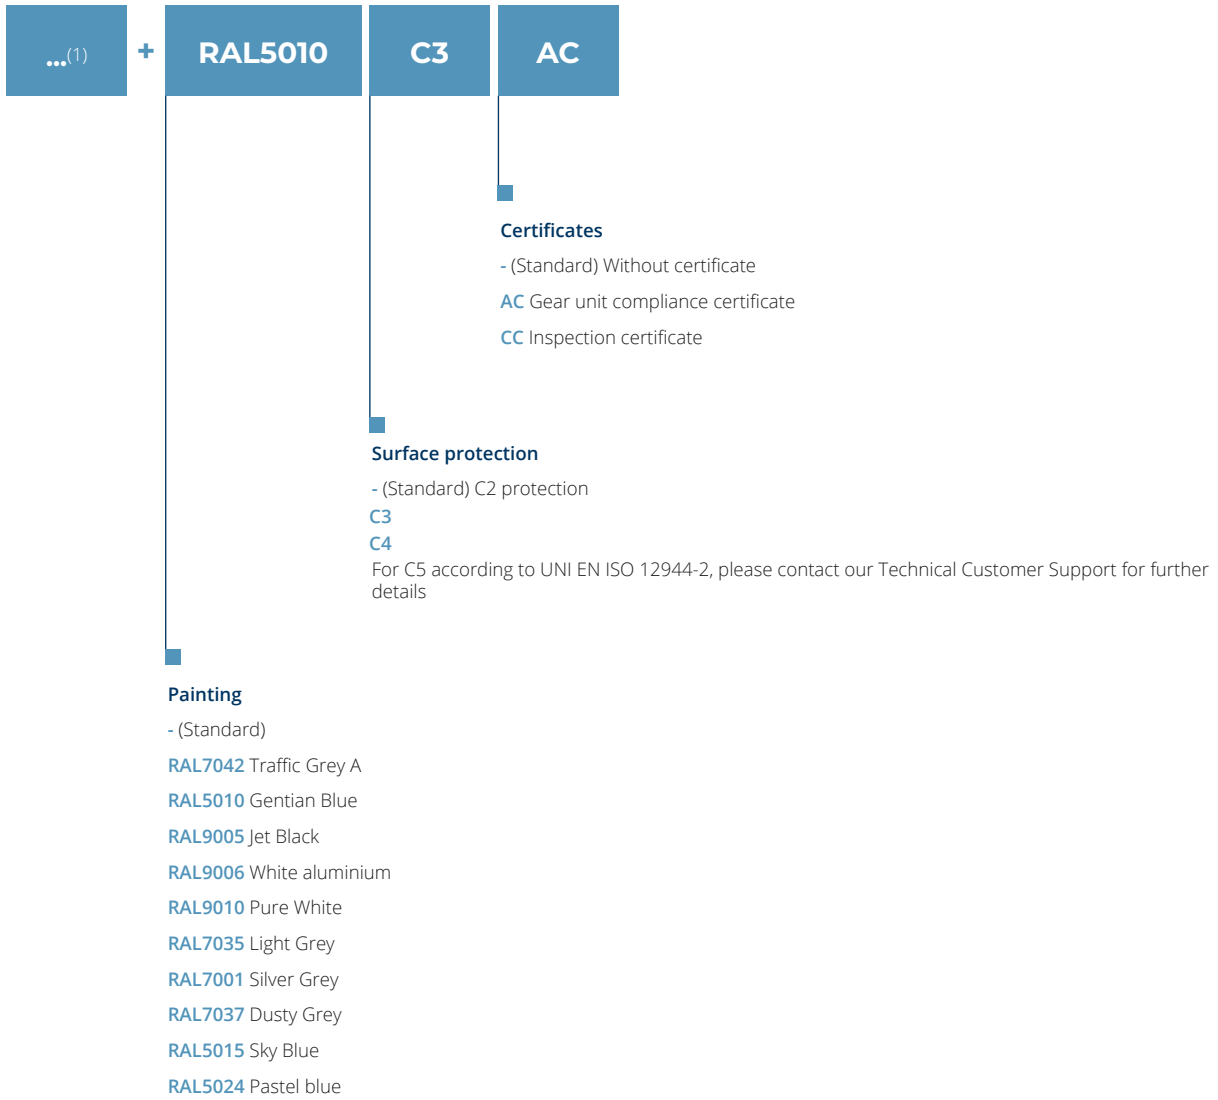 ...(1) + RAL5010 C3 AC
Certificates
- (Standard) Without certificate
AC Gear unit compliance certificate
CC Inspection certificate
Surface protection
- (Standard) C2 protection
C3
C4
For C5 according to UNI EN ISO 12944-2, please contact our Technical Customer Support for further
details
Painting
- (Standard)
RAL7042 Traffic Grey A
RAL5010 Gentian Blue
RAL9005 Jet Black
RAL9006 White aluminium
RAL9010 Pure White
RAL7035 Light Grey
RAL7001 Silver Grey
RAL7037 Dusty Grey
RAL5015 Sky Blue
RAL5024 Pastel blue